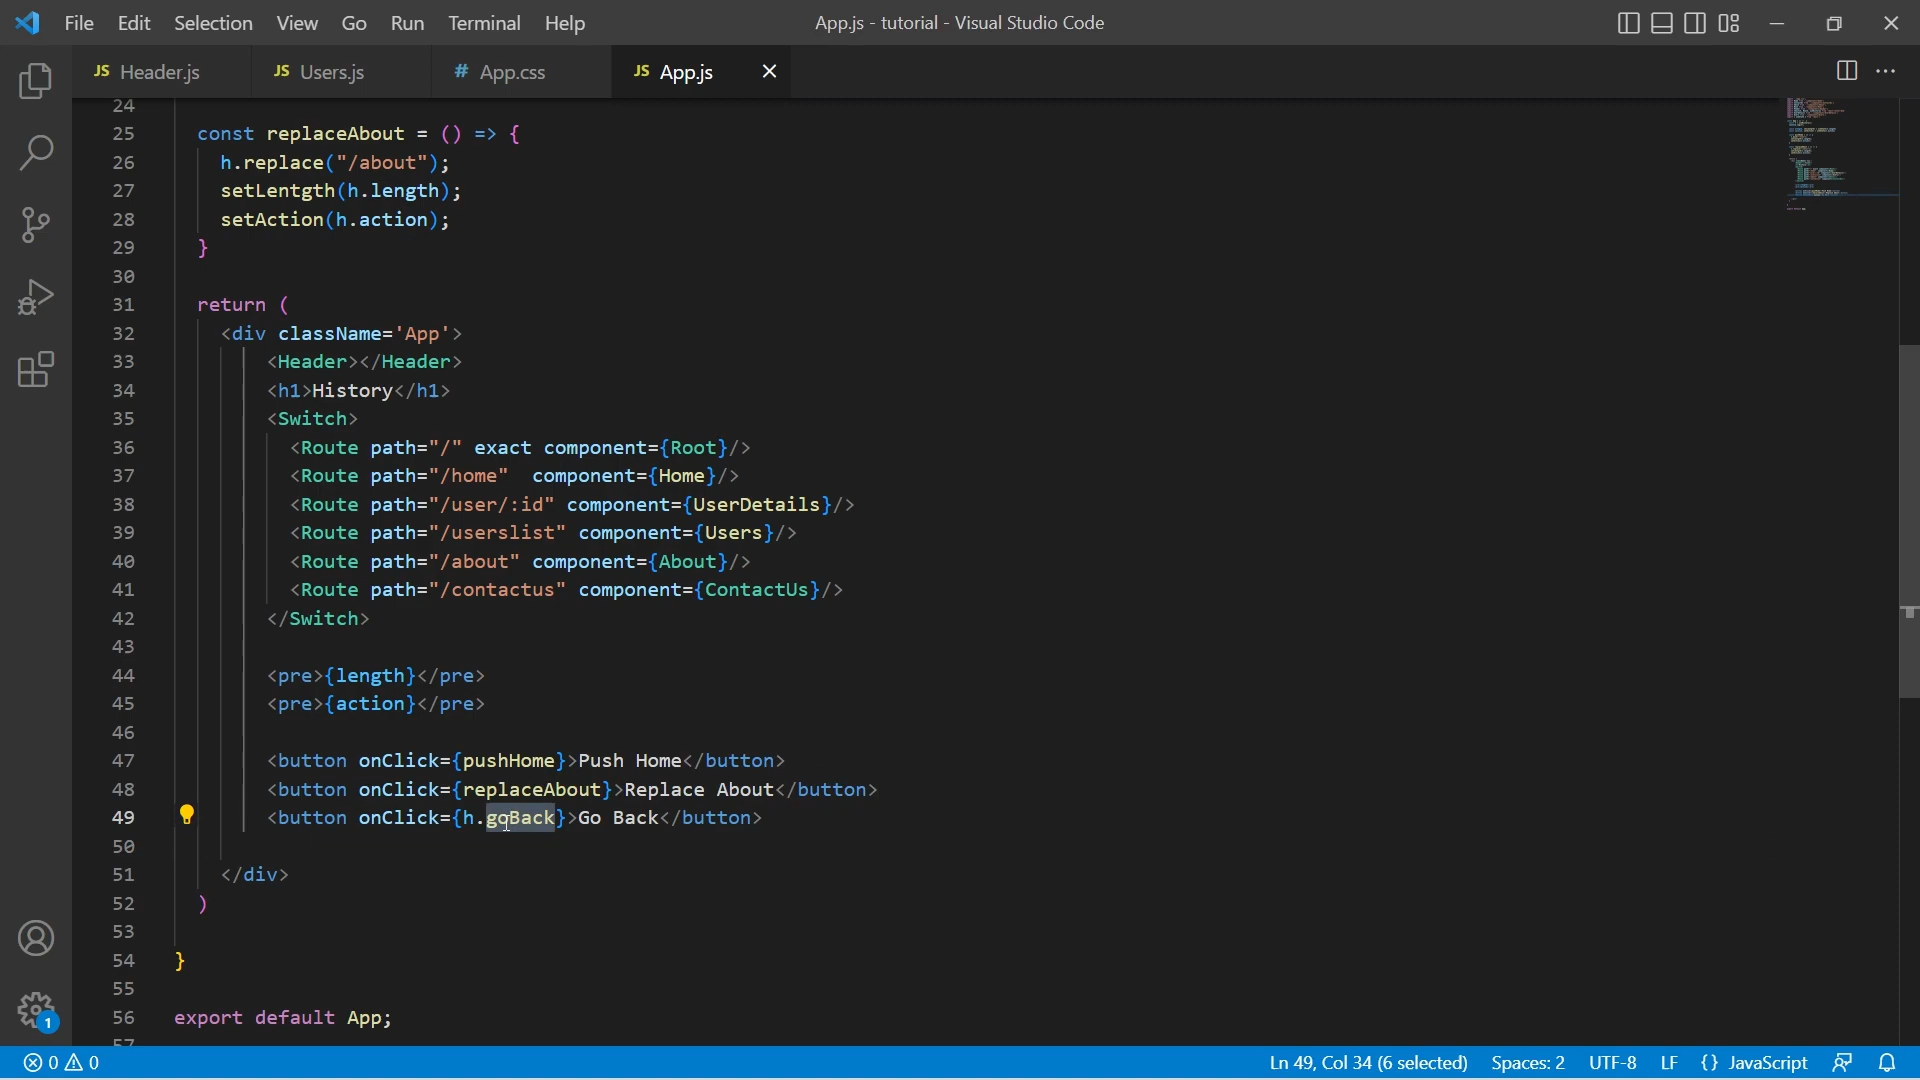 File Edit Selection View Go Run Terminal Help App.js - tutorial - Visual Studio Code
JS Header.js JS Users.js # App.css JS App.js
24
25 const replaceAbout = () => {
26 h.replace("/about");
27 setLentgth(h.length);
28 setAction(h.action);
29 }
30
31 return (
32 <div className='App'>
33 <Header></Header>
34 <h1>History</h1>
35 <Switch>
36 <Route path="/" exact component={Root}/>
37 <Route path="/home" component={Home}/>
38 <Route path="/user/:id" component={UserDetails}/>
39 <Route path="/userslist" component={Users}/>
40 <Route path="/about" component={About}/>
41 <Route path="/contactus" component={ContactUs}/>
42 </Switch>
43
44 <pre>{length}</pre>
45 <pre>{action}</pre>
46
47 <button onClick={pushHome}>Push Home</button>
48 <button onClick={replaceAbout}>Replace About</button>
49 <button onClick={h.goBack}>Go Back</button>
50
51 </div>
52 )
53
54 }
55
56 export default App;
57
1
0 0 Ln 49, Col 34 (6 selected) Spaces: 2 UTF-8 LF {} JavaScript